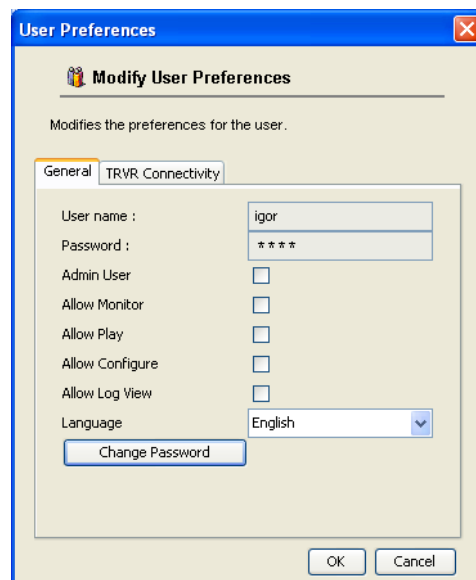 User Preferences
Modify User Preferences
Modifies the preferences for the user.
General TRVR Connectivity
User name : igor
Password : ****
Admin User
Allow Monitor
Allow Play
Allow Configure
Allow Log View
Language English
Change Password
OK Cancel